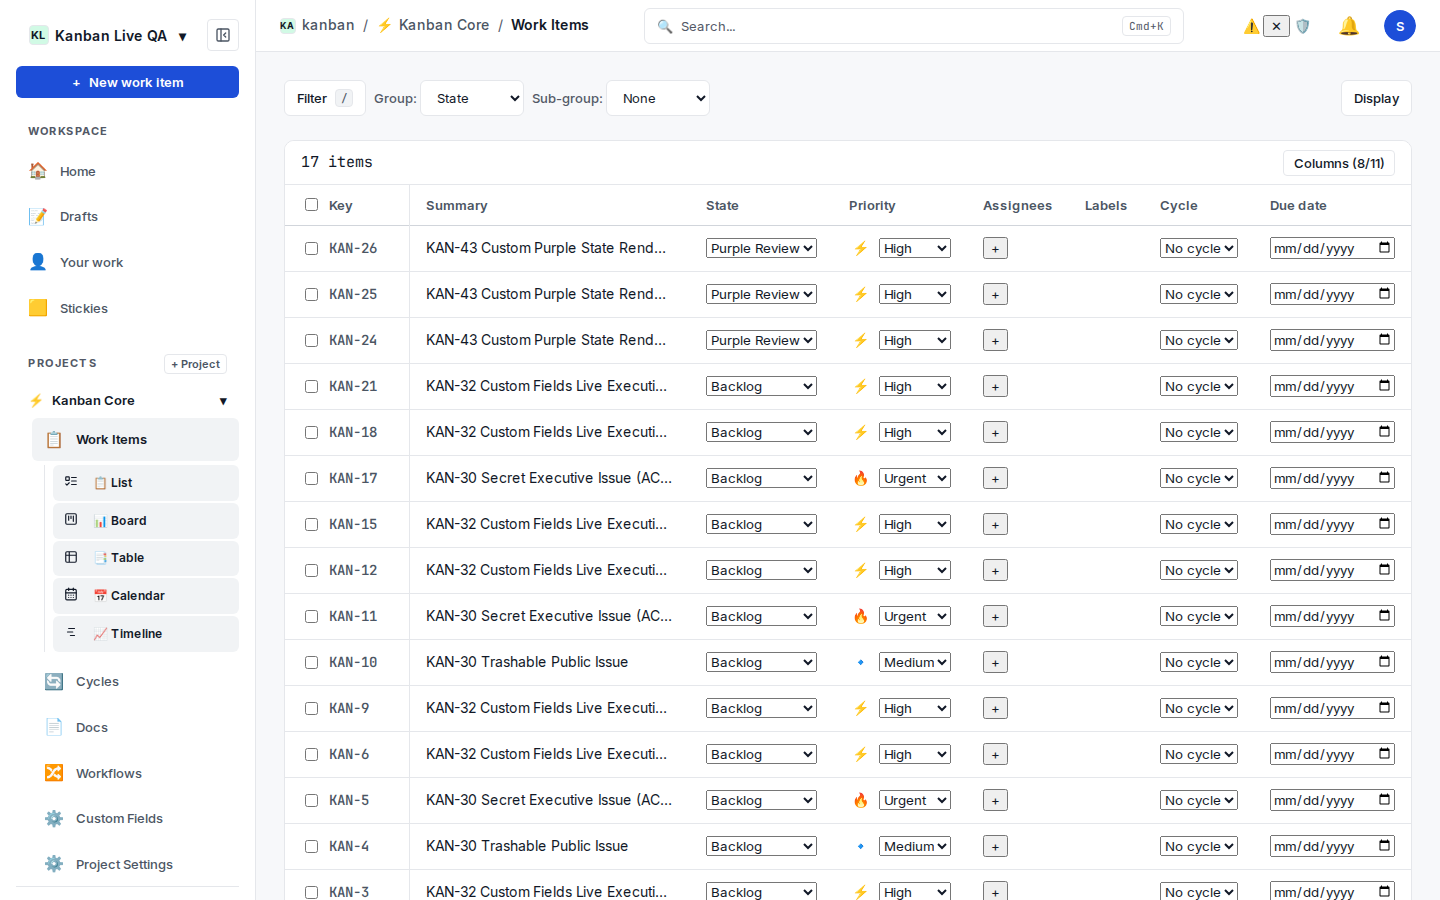 KL Kanban Live QA ▼
+ New work item
WORKSPACE
Home
Drafts
Your work
Stickies
PROJECTS + Project
Kanban Core ▼
Work Items
List
Board
Table
Calendar
Timeline
Cycles
Docs
Workflows
Custom Fields
Project Settings
KA kanban / Kanban Core / Work Items
Search... Cmd+K
✕
S
Filter / Group: State Sub-group: None Display
17 items Columns (8/11)
Key Summary State Priority Assignees Labels Cycle Due date
KAN-26 KAN-43 Custom Purple State Rend... Purple Review High + No cycle mm/dd/yyyy
KAN-25 KAN-43 Custom Purple State Rend... Purple Review High + No cycle mm/dd/yyyy
KAN-24 KAN-43 Custom Purple State Rend... Purple Review High + No cycle mm/dd/yyyy
KAN-21 KAN-32 Custom Fields Live Executi... Backlog High + No cycle mm/dd/yyyy
KAN-18 KAN-32 Custom Fields Live Executi... Backlog High + No cycle mm/dd/yyyy
KAN-17 KAN-30 Secret Executive Issue (AC... Backlog Urgent + No cycle mm/dd/yyyy
KAN-15 KAN-32 Custom Fields Live Executi... Backlog High + No cycle mm/dd/yyyy
KAN-12 KAN-32 Custom Fields Live Executi... Backlog High + No cycle mm/dd/yyyy
KAN-11 KAN-30 Secret Executive Issue (AC... Backlog Urgent + No cycle mm/dd/yyyy
KAN-10 KAN-30 Trashable Public Issue Backlog Medium + No cycle mm/dd/yyyy
KAN-9 KAN-32 Custom Fields Live Executi... Backlog High + No cycle mm/dd/yyyy
KAN-6 KAN-32 Custom Fields Live Executi... Backlog High + No cycle mm/dd/yyyy
KAN-5 KAN-30 Secret Executive Issue (AC... Backlog Urgent + No cycle mm/dd/yyyy
KAN-4 KAN-30 Trashable Public Issue Backlog Medium + No cycle mm/dd/yyyy
KAN-3 KAN-32 Custom Fields Live Executi... Backlog High + No cycle mm/dd/yyyy